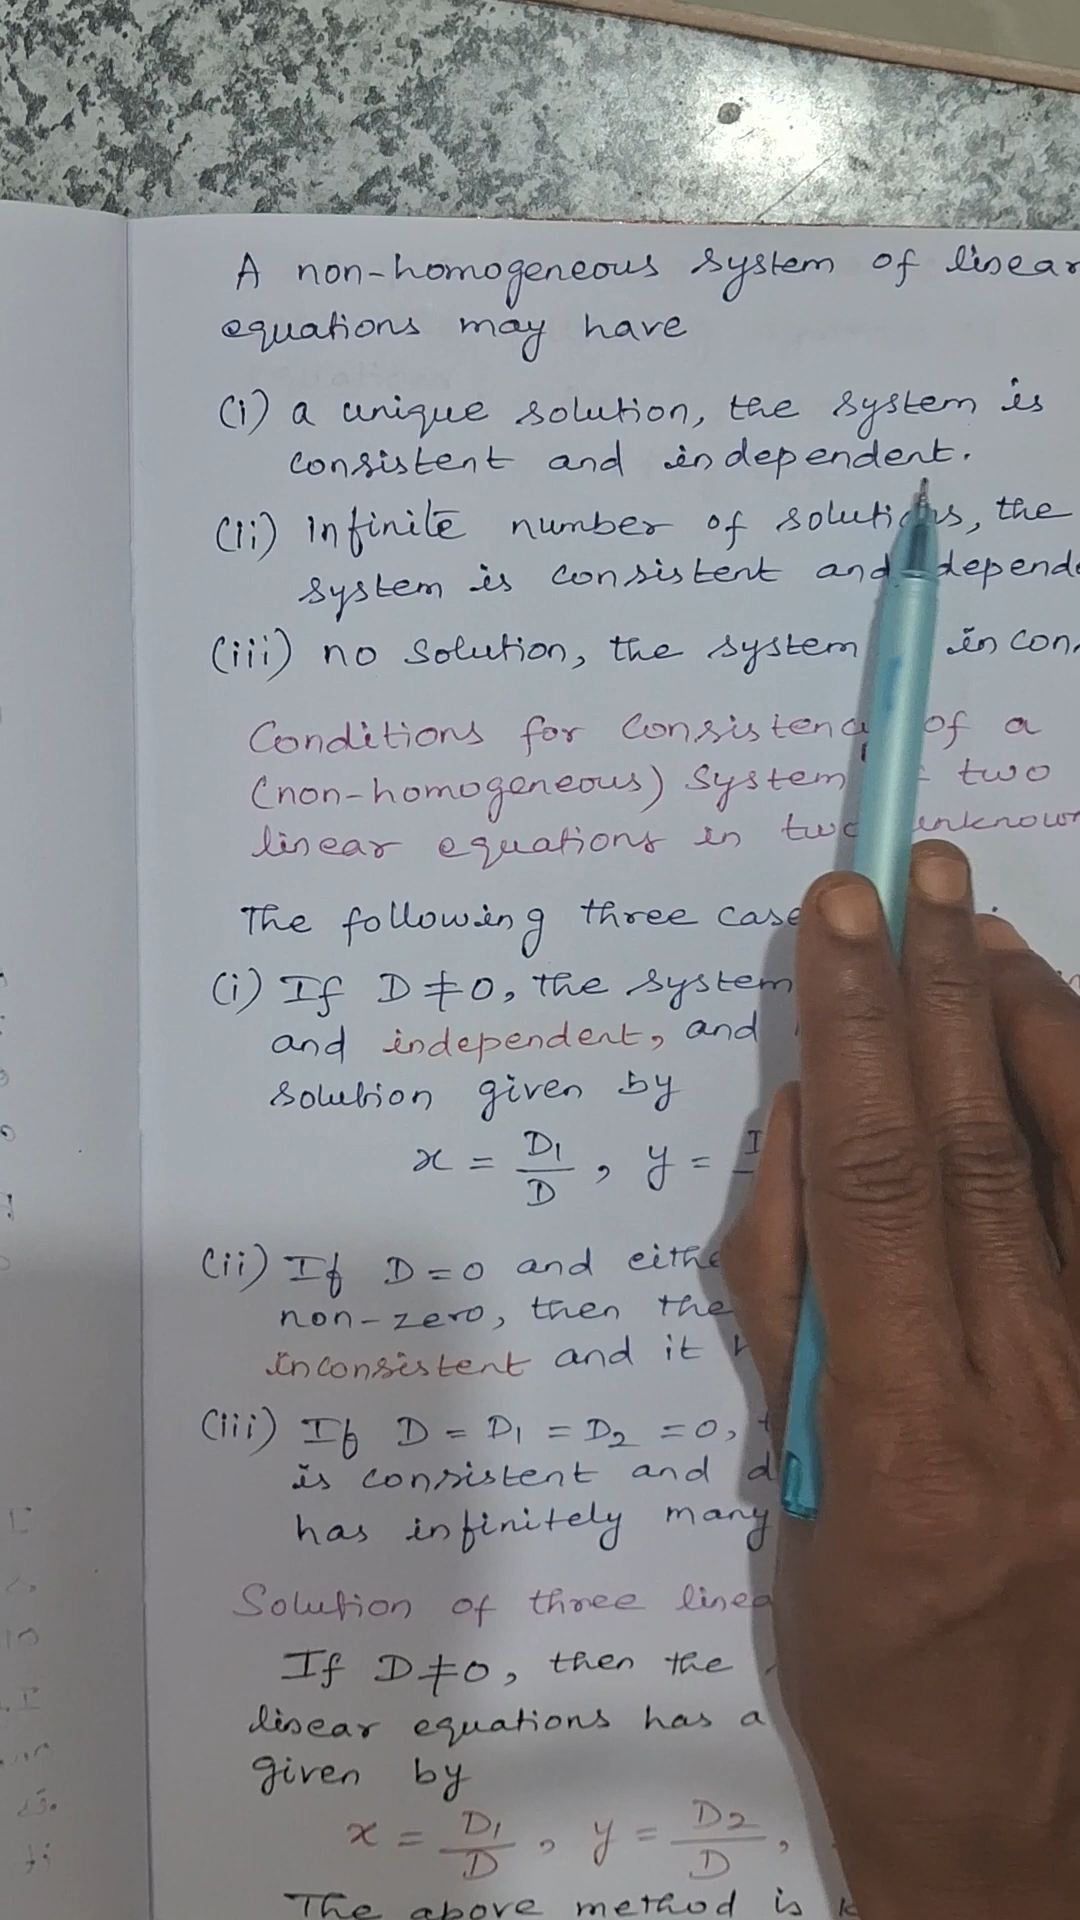 A non-homogeneous system of linear
equations may have
(i) a unique solution, the system is
consistent and independent.
(ii) infinite number of solutions, the
system is consistent and depende
(iii) no solution, the system incon
Conditions for consistency of a
(non-homogeneous) system two
linear equations in two unknown
The following three case
(i) If D ≠ 0, the system
and independent, and
solution given by
x = D1/D, y =
(ii) If D = 0 and eithe
non-zero, then the
inconsistent and it
(iii) If D = D1 = D2 = 0,
is consistent and d
has infinitely many
Solution of three linea
If D ≠ 0, then the
linear equations has a
given by
x = D1/D, y = D2/D,
The above method is k